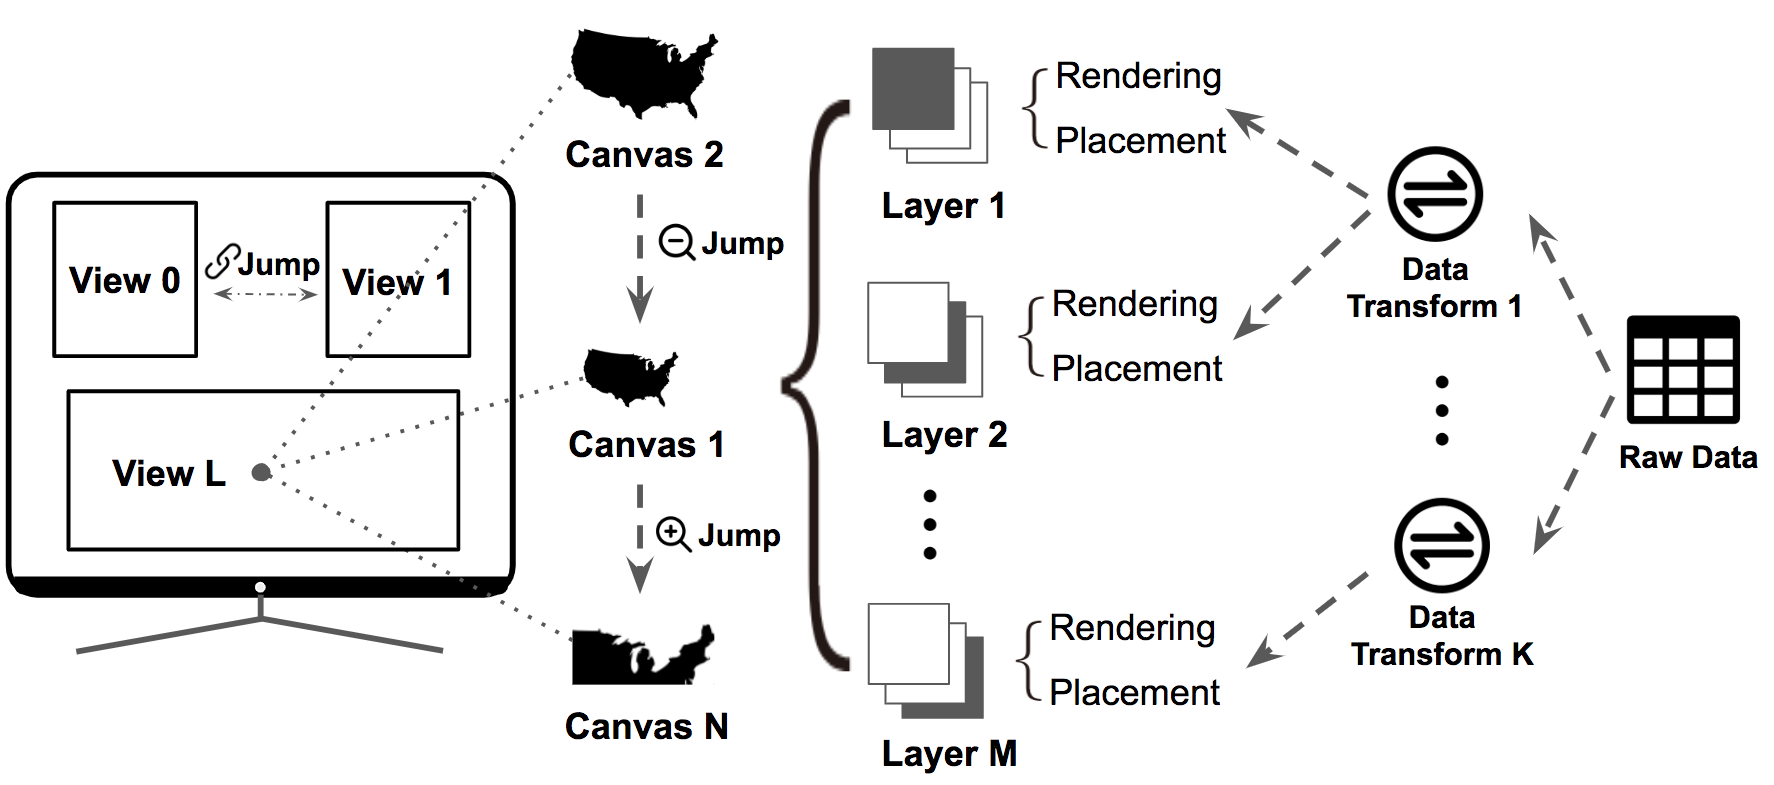 View 0
Jump
View 1
View L
Canvas 2
Jump
Canvas 1
Jump
Canvas N
Rendering
Placement
Layer 1
Rendering
Placement
Layer 2
Rendering
Placement
Layer M
Data
Transform 1
Data
Transform K
Raw Data